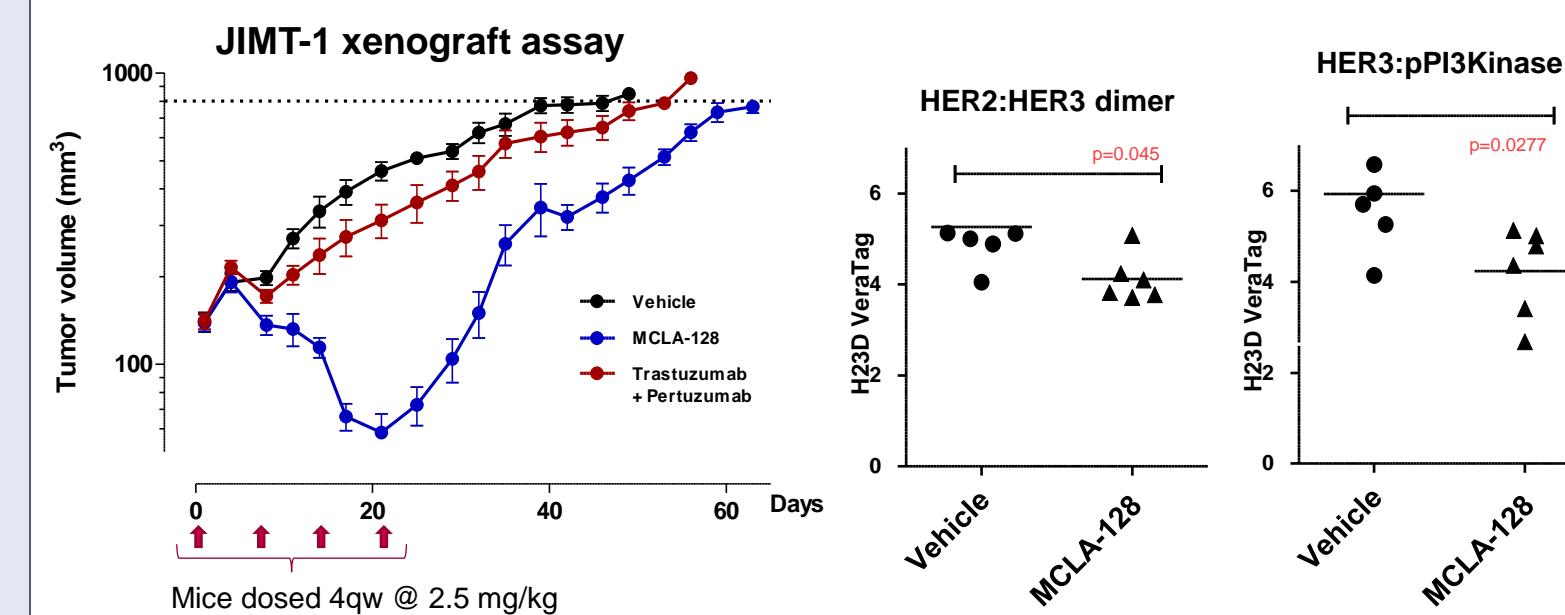 JIMT-1 xenograft assay
Tumor volume (mm3)
1000
100
Vehicle
MCLA-128
Trastuzumab
+ Pertuzumab
0
20
40
60
Days
Mice dosed 4qw @ 2.5 mg/kg
HER2:HER3 dimer
p=0.045
H23D VeraTag
6
4
2
0
Vehicle
MCLA-128
HER3:pPI3Kinase
p=0.0277
H23D VeraTag
6
4
2
0
Vehicle
MCLA-128